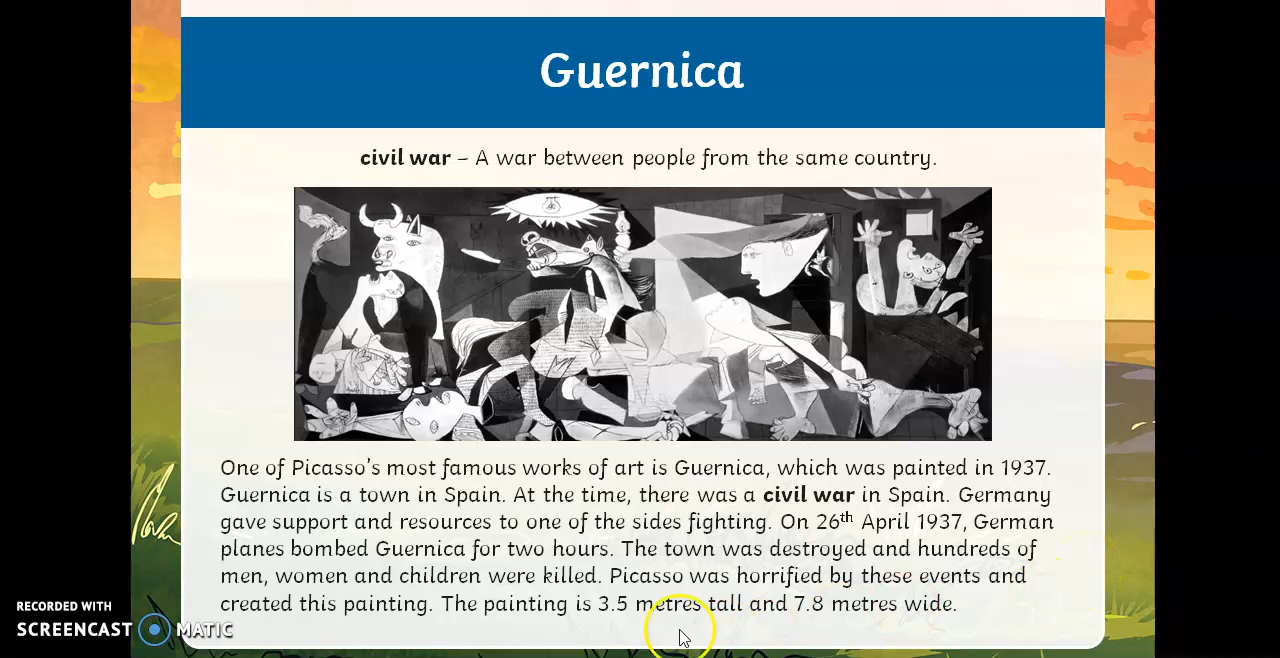 Guernica
civil war – A war between people from the same country.
One of Picasso's most famous works of art is Guernica, which was painted in 1937.
Guernica is a town in Spain. At the time, there was a civil war in Spain. Germany
gave support and resources to one of the sides fighting. On 26th April 1937, German
planes bombed Guernica for two hours. The town was destroyed and hundreds of
men, women and children were killed. Picasso was horrified by these events and
created this painting. The painting is 3.5 metres tall and 7.8 metres wide.
RECORDED WITH
SCREENCAST MATIC